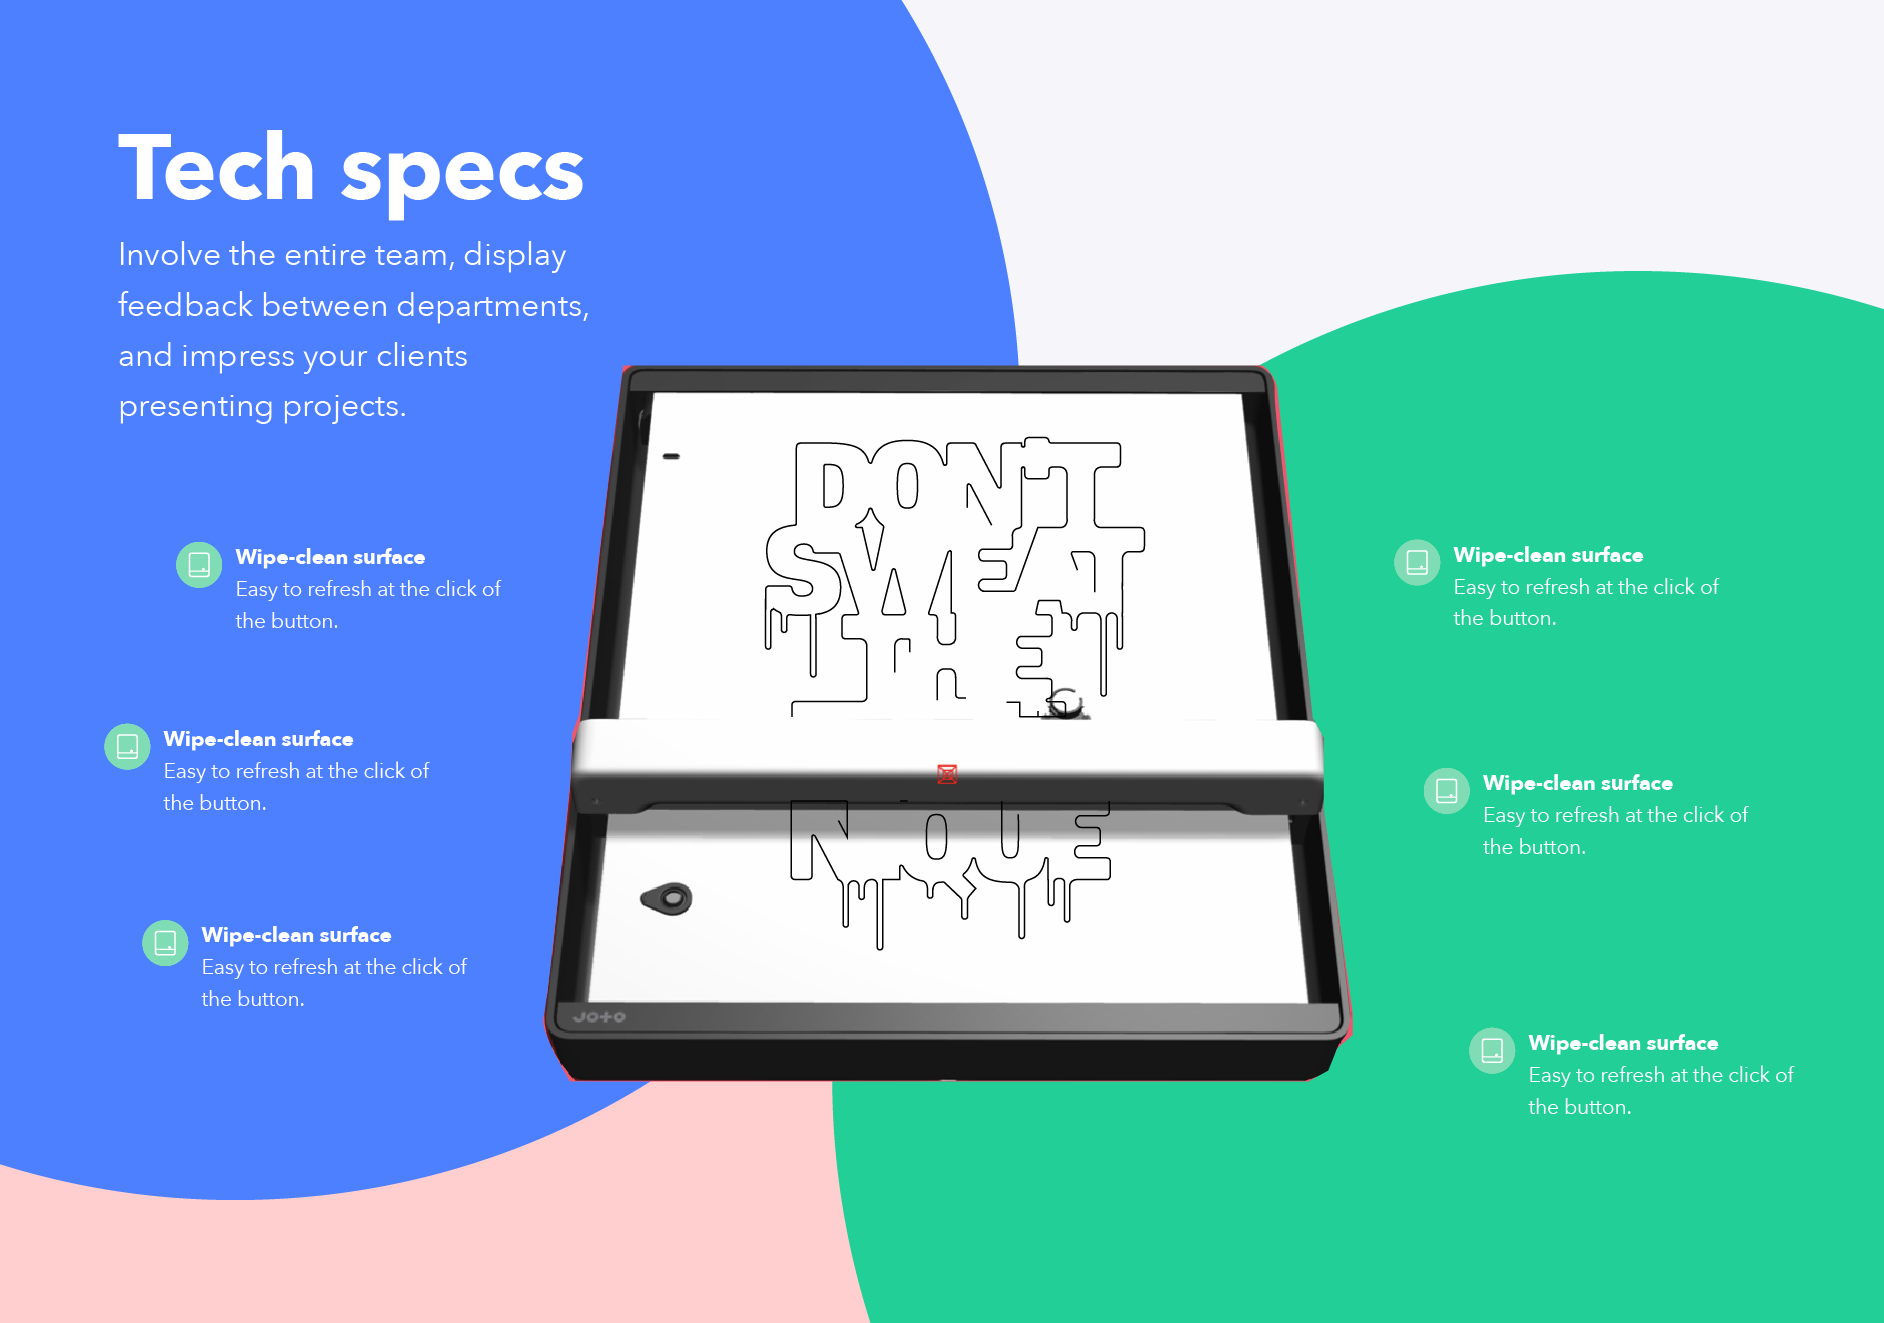 Tech specs
Involve the entire team, display
feedback between departments,
and impress your clients
presenting projects.
Wipe-clean surface
Easy to refresh at the click of
the button.
Wipe-clean surface
Easy to refresh at the click of
the button.
Wipe-clean surface
Easy to refresh at the click of
the button.
DON'T
SWEAT
THE
JOTO
Wipe-clean surface
Easy to refresh at the click of
the button.
Wipe-clean surface
Easy to refresh at the click of
the button.
Wipe-clean surface
Easy to refresh at the click of
the button.